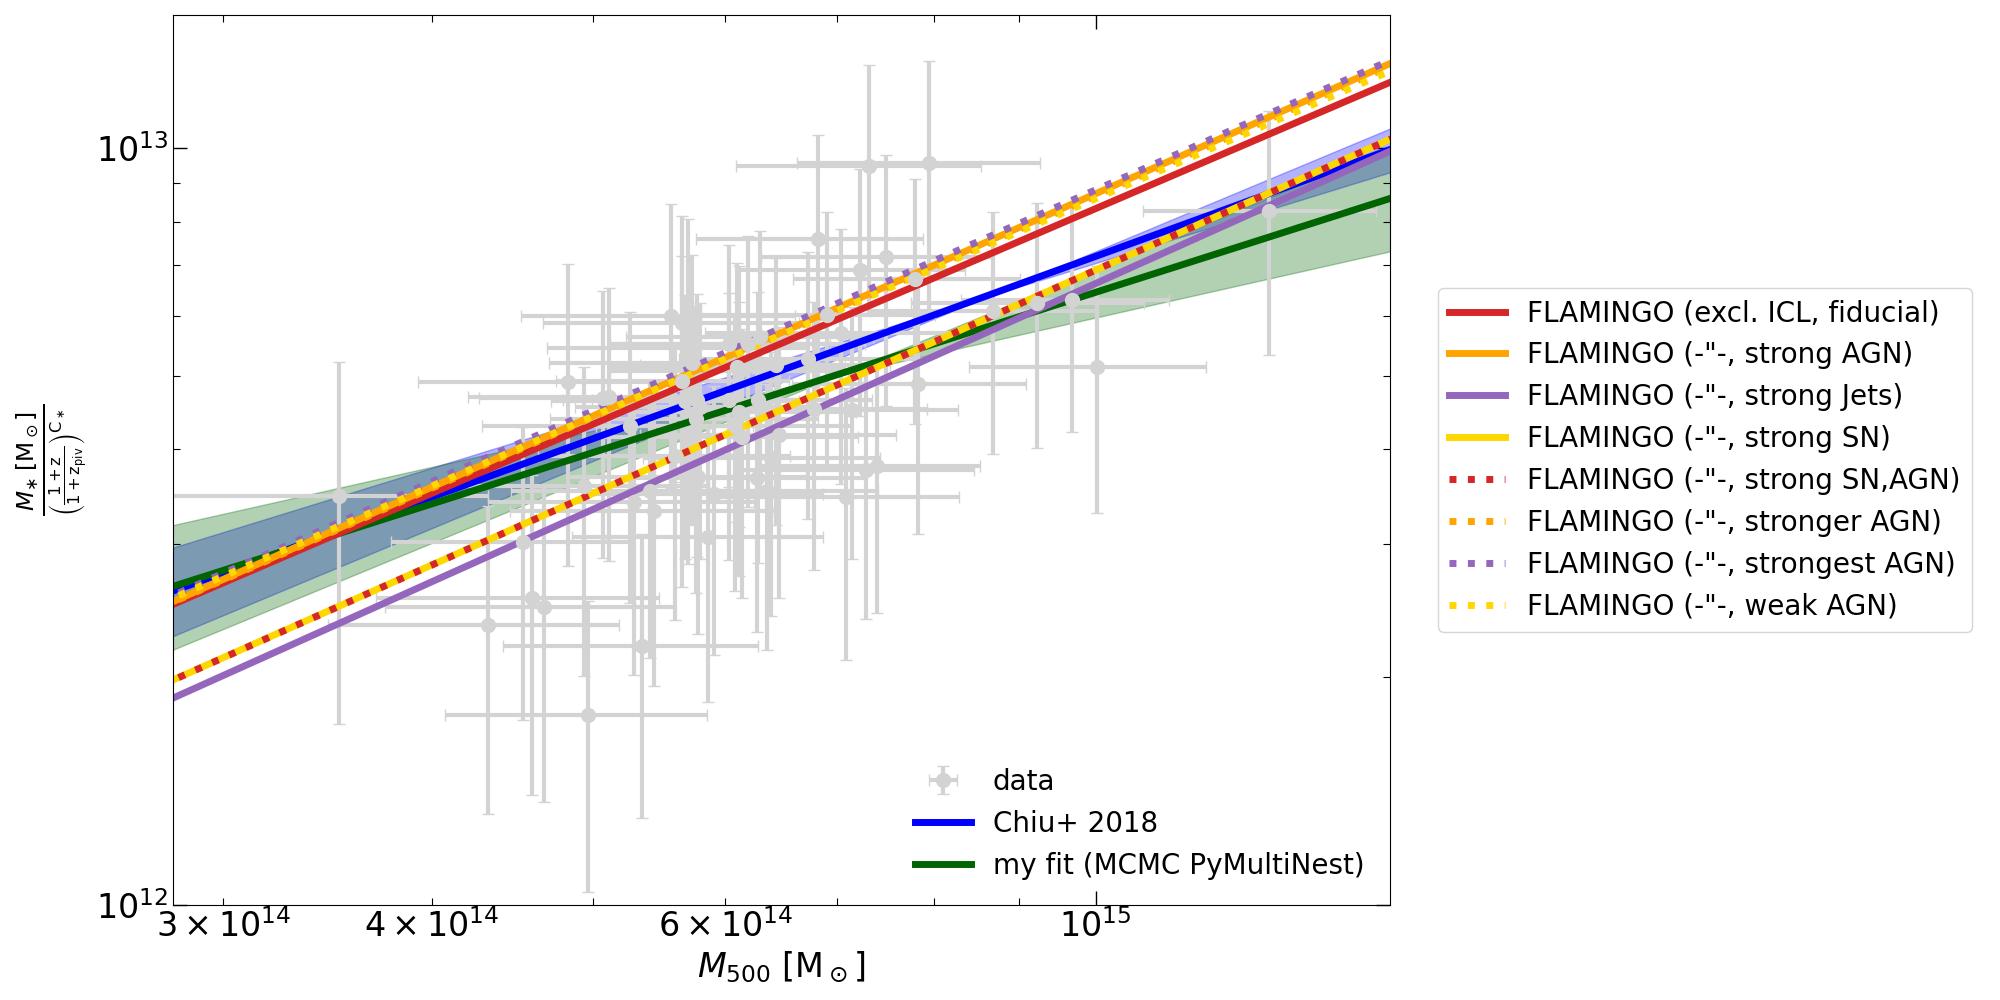 10^13
10^12
M_* [M_⊙] / ((1+z)/(1+z_piv))^C_*
3 × 10^14
4 × 10^14
6 × 10^14
10^15
M_500 [M_⊙]
data
Chiu+ 2018
my fit (MCMC PyMultiNest)
FLAMINGO (excl. ICL, fiducial)
FLAMINGO (-"-, strong AGN)
FLAMINGO (-"-, strong Jets)
FLAMINGO (-"-, strong SN)
FLAMINGO (-"-, strong SN,AGN)
FLAMINGO (-"-, stronger AGN)
FLAMINGO (-"-, strongest AGN)
FLAMINGO (-"-, weak AGN)